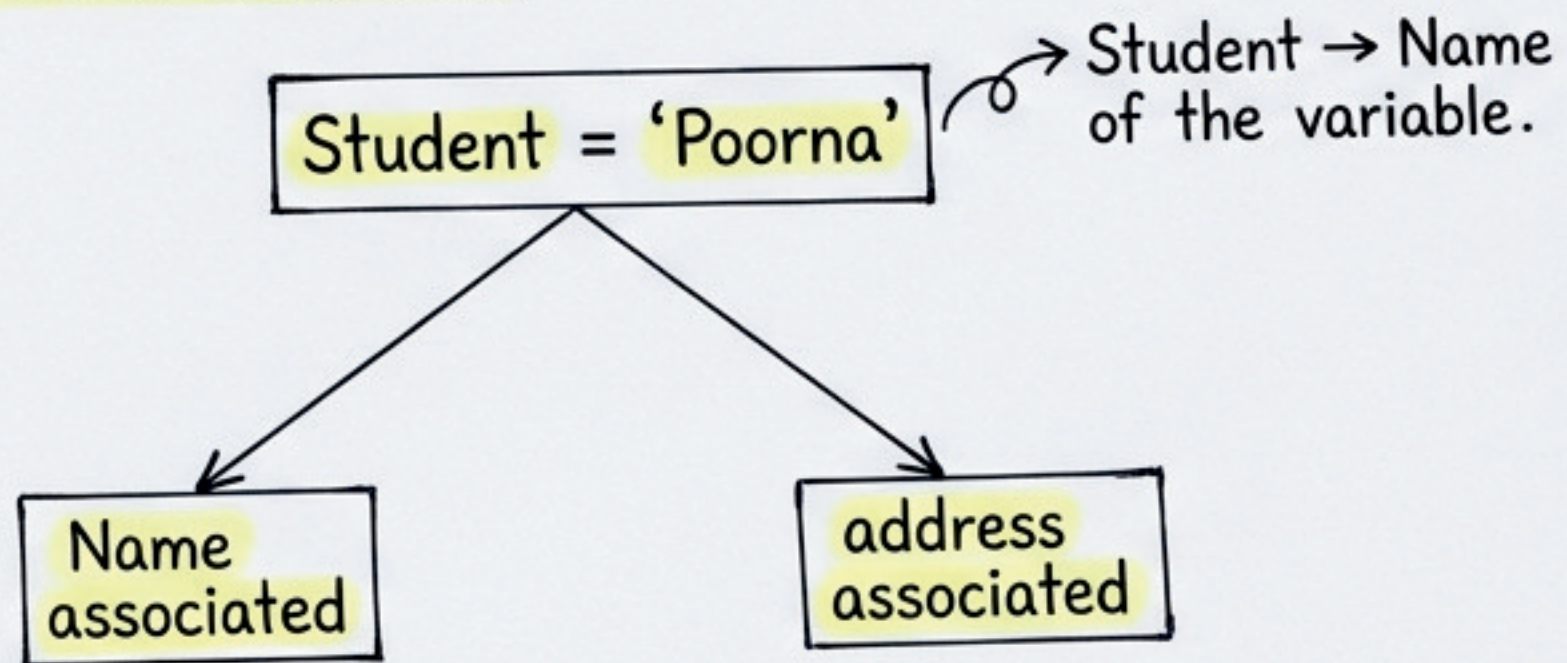 Student = ‘Poorna’
Student → Name
of the variable.
Name
associated
address
associated